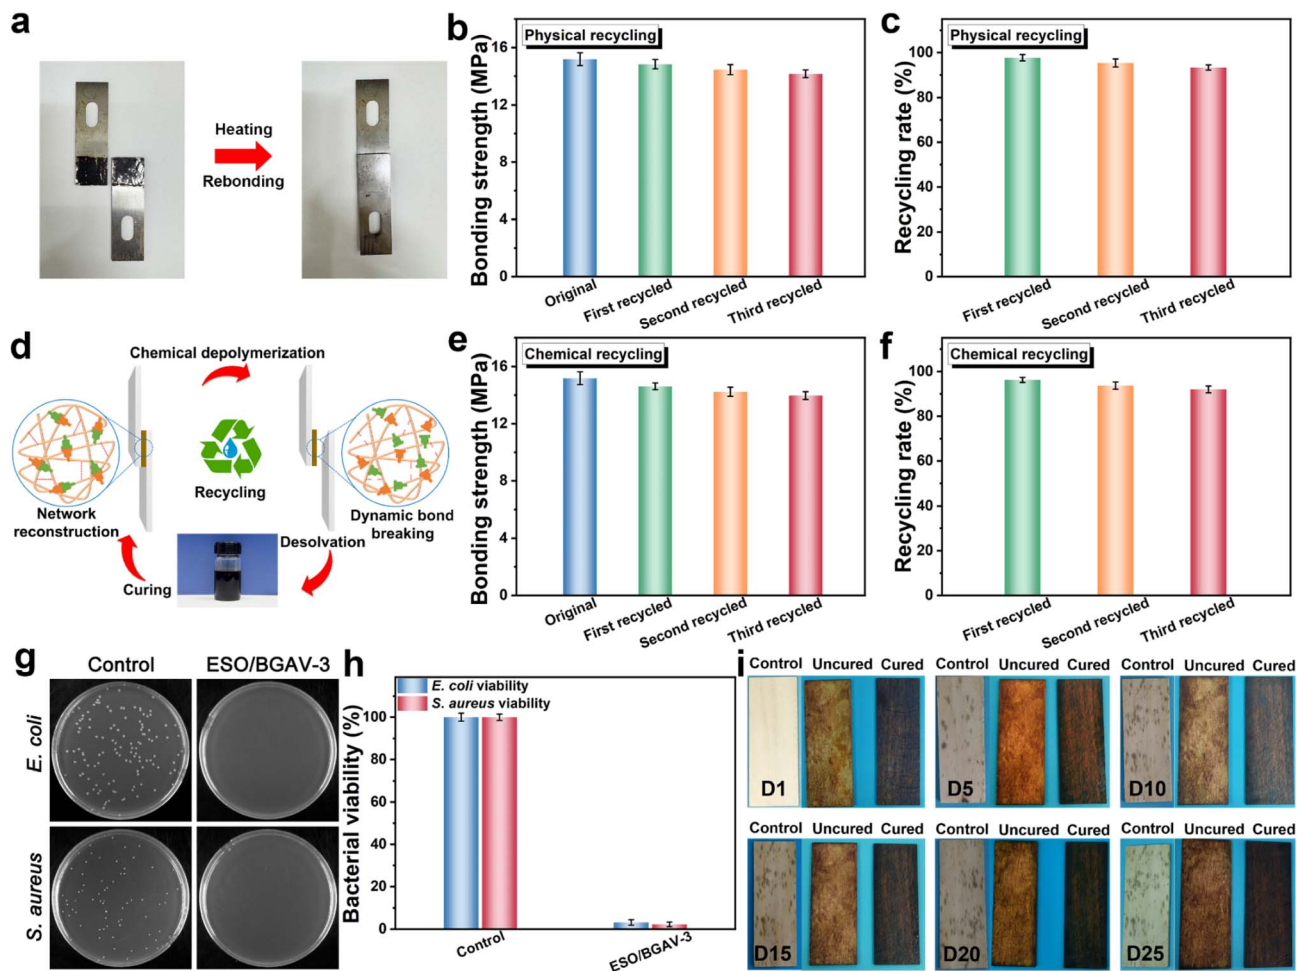 a
Heating
Rebonding
b
Physical recycling
Bonding strength (MPa)
16
12
8
4
0
Original
First recycled
Second recycled
Third recycled
c
Physical recycling
Recycling rate (%)
100
80
60
40
20
0
First recycled
Second recycled
Third recycled
d
Chemical depolymerization
Recycling
Network
reconstruction
Dynamic bond
breaking
Desolvation
Curing
e
Chemical recycling
Bonding strength (MPa)
16
12
8
4
0
Original
First recycled
Second recycled
Third recycled
f
Chemical recycling
Recycling rate (%)
100
80
60
40
20
0
First recycled
Second recycled
Third recycled
g
Control
ESO/BGAV-3
E. coli
S. aureus
h
E. coli viability
S. aureus viability
Bacterial viability (%)
100
80
60
40
20
0
Control
ESO/BGAV-3
i
Control Uncured Cured
D1
Control Uncured Cured
D5
Control Uncured Cured
D10
Control Uncured Cured
D15
Control Uncured Cured
D20
Control Uncured Cured
D25